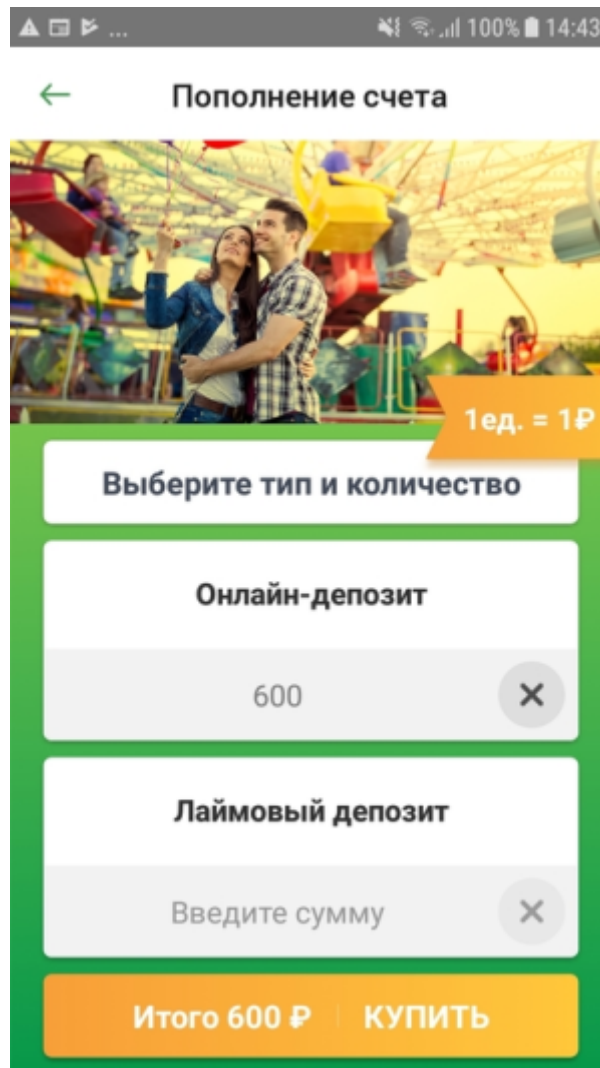 ... 100% 14:43
Пополнение счета
1ед. = 1₽
Выберите тип и количество
Онлайн-депозит
600
Лаймовый депозит
Введите сумму
Итого 600 ₽ КУПИТЬ